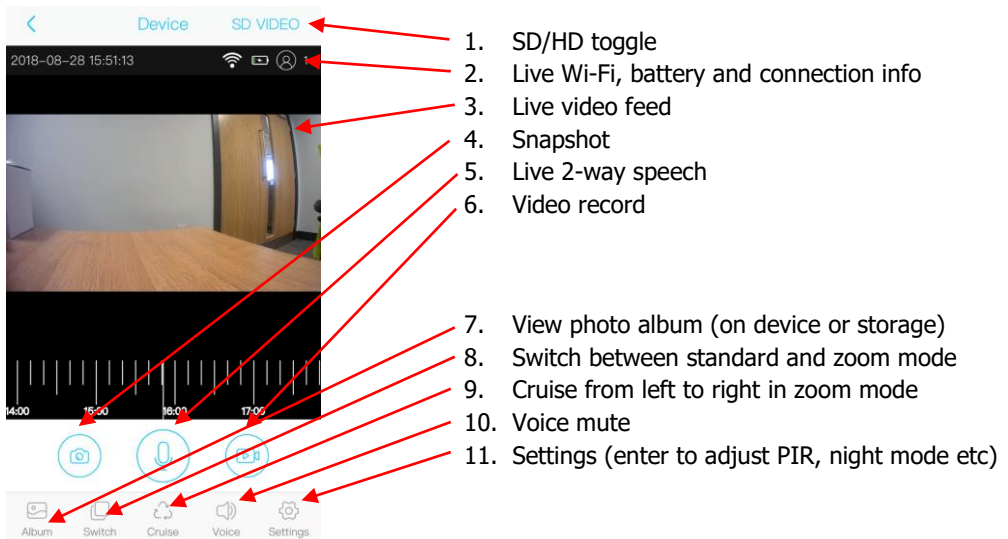 Device SD VIDEO
2018-08-28 15:51:13 1
14:00 15:00 16:00 17:00
Album Switch Cruise Voice Settings
1. SD/HD toggle
2. Live Wi-Fi, battery and connection info
3. Live video feed
4. Snapshot
5. Live 2-way speech
6. Video record
7. View photo album (on device or storage)
8. Switch between standard and zoom mode
9. Cruise from left to right in zoom mode
10. Voice mute
11. Settings (enter to adjust PIR, night mode etc)